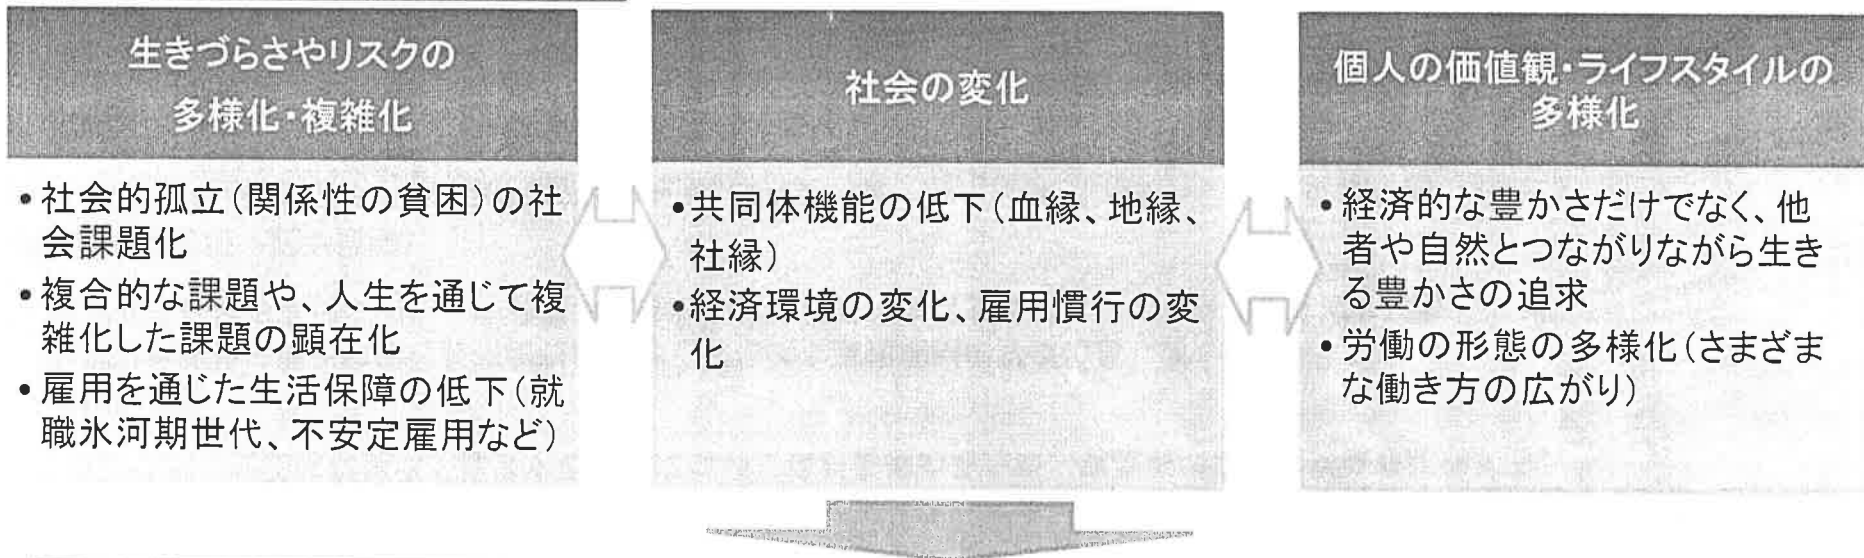 生きづらさやリスクの
多様化・複雑化
• 社会的孤立（関係性の貧困）の社
会課題化
• 複合的な課題や、人生を通じて複
雑化した課題の顕在化
• 雇用を通じた生活保障の低下（就
職氷河期世代、不安定雇用など）
社会の変化
• 共同体機能の低下（血縁、地縁、
社縁）
• 経済環境の変化、雇用慣行の変
化
個人の価値観・ライフスタイルの
多様化
• 経済的な豊かさだけでなく、他
者や自然とつながりながら生き
る豊かさの追求
• 労働の形態の多様化（さまざま
な働き方の広がり）